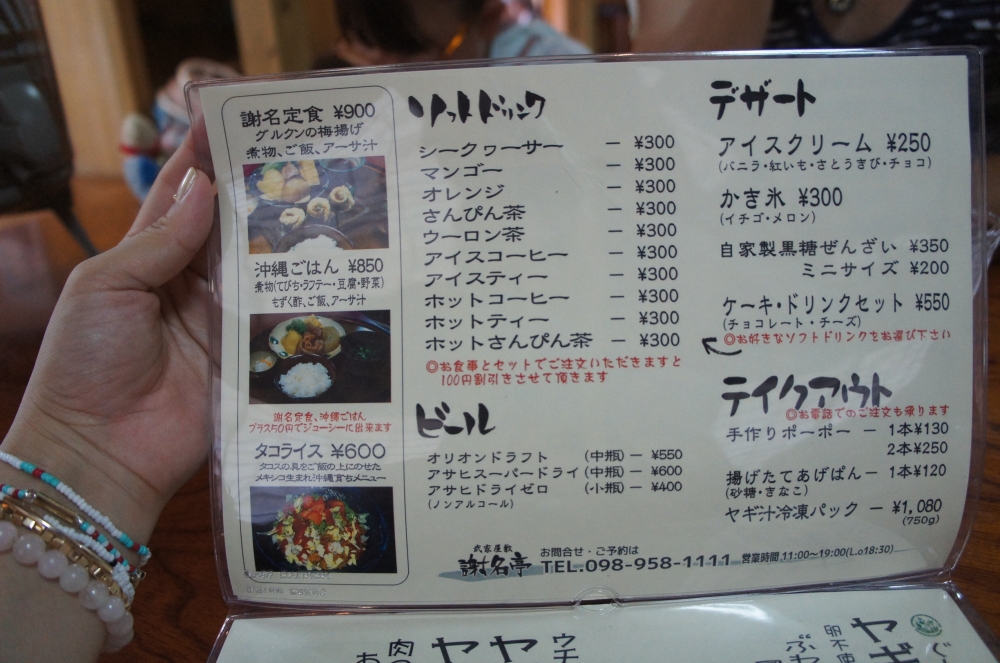 謝名定食 ¥900
グルクンの梅揚げ
煮物、ご飯、アーサ汁
沖縄ごはん ¥850
煮物(てびち・ラフテー・豆腐・野菜)
もずく酢、ご飯、アーサ汁
謝名定食、沖縄ごはん
プラス50円でジューシーに出来ます
タコライス ¥600
タコスの具をご飯の上にのせた
メキシコ生まれ沖縄育ちメニュー
ソフトドリンク
シークヮーサー ー ¥300
マンゴー ー ¥300
オレンジ ー ¥300
さんぴん茶 ー ¥300
ウーロン茶 ー ¥300
アイスコーヒー ー ¥300
アイスティー ー ¥300
ホットコーヒー ー ¥300
ホットティー ー ¥300
ホットさんぴん茶 ー ¥300
◎お食事とセットでご注文いただきますと
100円割引きさせて頂きます
ビール
オリオンドラフト (中瓶) ー ¥550
アサヒスーパードライ (中瓶) ー ¥600
アサヒドライゼロ (小瓶) ー ¥400
(ノンアルコール)
デザート
アイスクリーム ¥250
(バニラ・紅いも・さとうきび・チョコ)
かき氷 ¥300
(イチゴ・メロン)
自家製黒糖ぜんざい ¥350
ミニサイズ ¥200
ケーキ・ドリンクセット ¥550
(チョコレート・チーズ)
◎お好きなソフトドリンクをお選び下さい
テイクアウト
◎お電話でのご注文も承ります
手作りポーポー ー 1本¥130
2本¥250
揚げたてあげぱん ー 1本¥120
(砂糖・きなこ)
ヤギ汁冷凍パック ー ¥1,080
(750g)
武家屋敷
謝名亭
お問合せ・ご予約は
TEL.098-958-1111 営業時間 11:00〜19:00(L.o18:30)